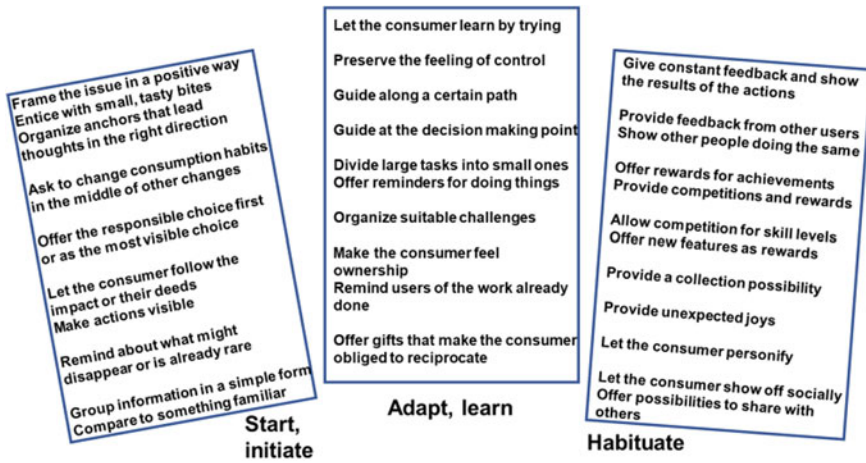 Frame the issue in a positive way
Entice with small, tasty bites
Organize anchors that lead
thoughts in the right direction
Ask to change consumption habits
in the middle of other changes
Offer the responsible choice first
or as the most visible choice
Let the consumer follow the
impact or their deeds
Make actions visible
Remind about what might
disappear or is already rare
Group information in a simple form
Compare to something familiar
Start,
initiate
Let the consumer learn by trying
Preserve the feeling of control
Guide along a certain path
Guide at the decision making point
Divide large tasks into small ones
Offer reminders for doing things
Organize suitable challenges
Make the consumer feel
ownership
Remind users of the work already
done
Offer gifts that make the consumer
obliged to reciprocate
Adapt, learn
Give constant feedback and show
the results of the actions
Provide feedback from other users
Show other people doing the same
Offer rewards for achievements
Provide competitions and rewards
Allow competition for skill levels
Offer new features as rewards
Provide a collection possibility
Provide unexpected joys
Let the consumer personify
Let the consumer show off socially
Offer possibilities to share with
others
Habituate